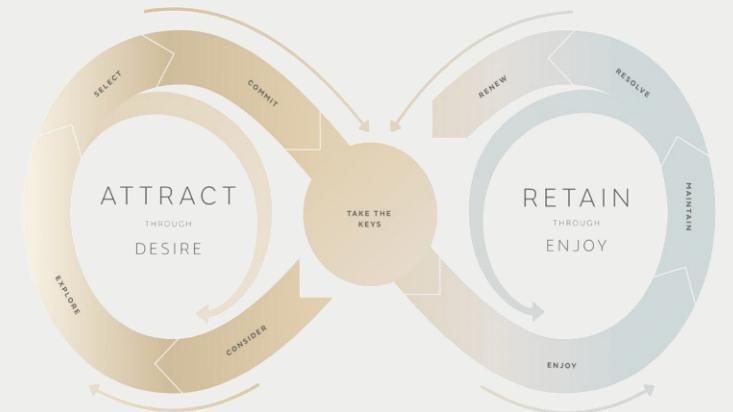 SELECT
COMMIT
ATTRACT
THROUGH
DESIRE
EXPLORE
CONSIDER
TAKE THE
KEYS
RENEW
RESOLVE
RETAIN
THROUGH
ENJOY
MAINTAIN
ENJOY